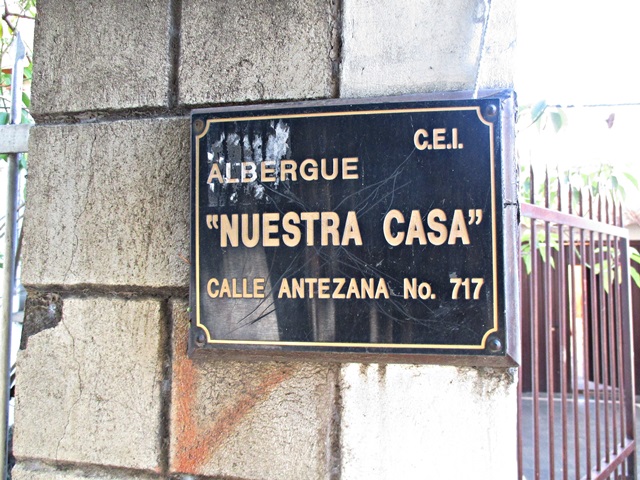 C.E.I.
ALBERGUE
"NUESTRA CASA"
CALLE ANTEZANA No. 717